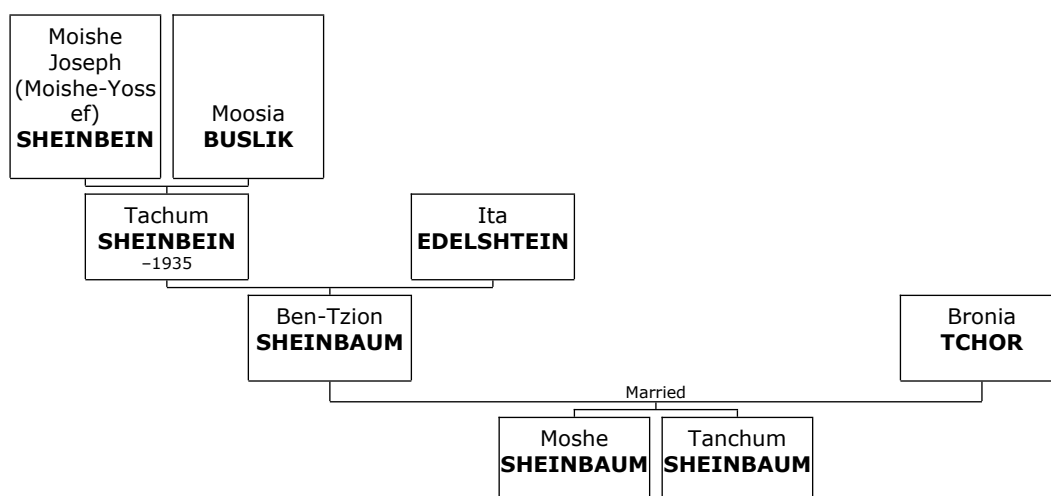 Moishe
Joseph
(Moishe-Yoss
ef)
SHEINBEIN
Moosia
BUSLIK
Tachum
SHEINBEIN
–1935
Ita
EDELSHTEIN
Ben-Tzion
SHEINBAUM
Bronia
TCHOR
Married
Moshe
SHEINBAUM
Tanchum
SHEINBAUM